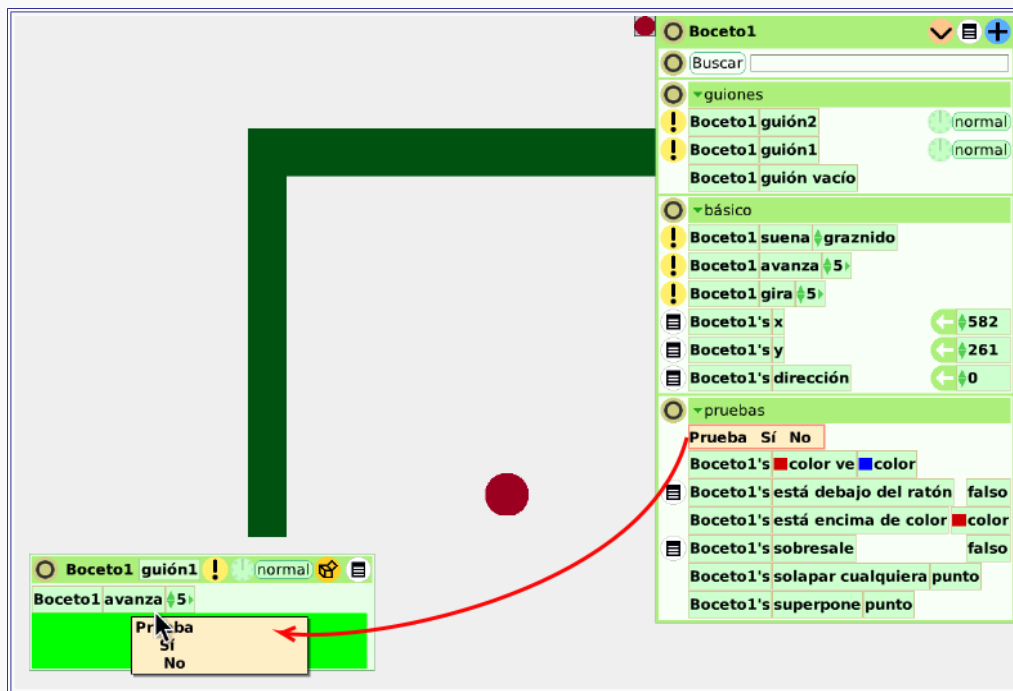 Boceto1
Buscar
guiones
Boceto1 guión2 normal
Boceto1 guión1 normal
Boceto1 guión vacío
básico
Boceto1 suena graznido
Boceto1 avanza 5
Boceto1 gira 5
Boceto1's x 582
Boceto1's y 261
Boceto1's dirección 0
pruebas
Prueba Sí No
Boceto1's color ve color
Boceto1's está debajo del ratón falso
Boceto1's está encima de color color
Boceto1's sobresale falso
Boceto1's solapar cualquiera punto
Boceto1's superpone punto
Boceto1 guión1 ! normal
Boceto1 avanza 5
Prueba
Sí
No